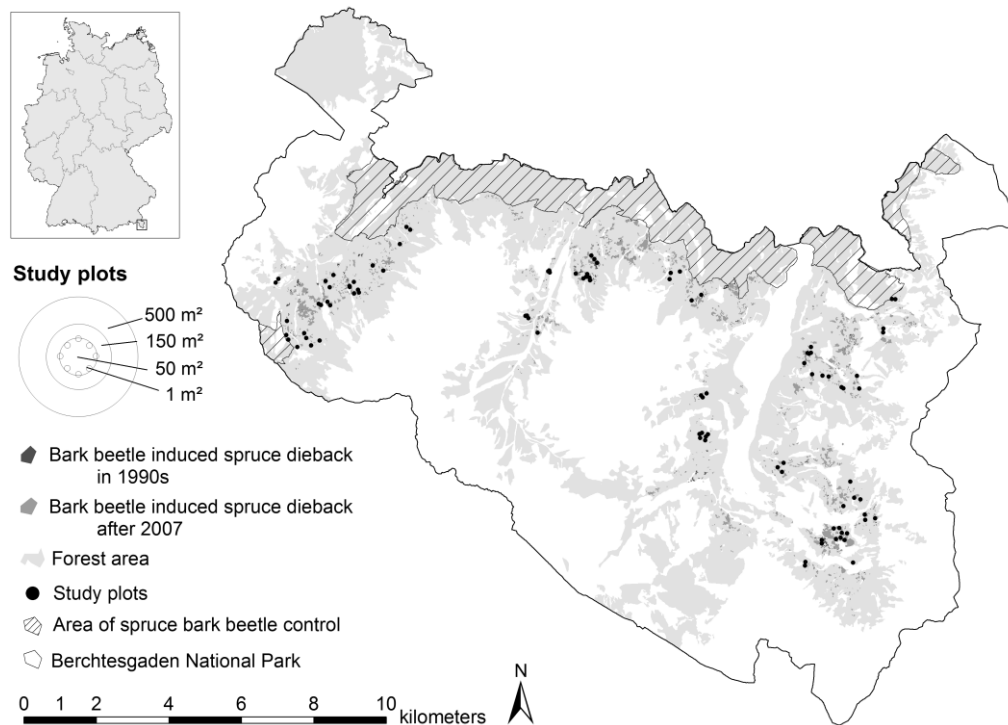 Study plots
500 m²
150 m²
50 m²
1 m²
Bark beetle induced spruce dieback
in 1990s
Bark beetle induced spruce dieback
after 2007
Forest area
Study plots
Area of spruce bark beetle control
Berchtesgaden National Park
0 1 2 4 6 8 10
kilometers
N